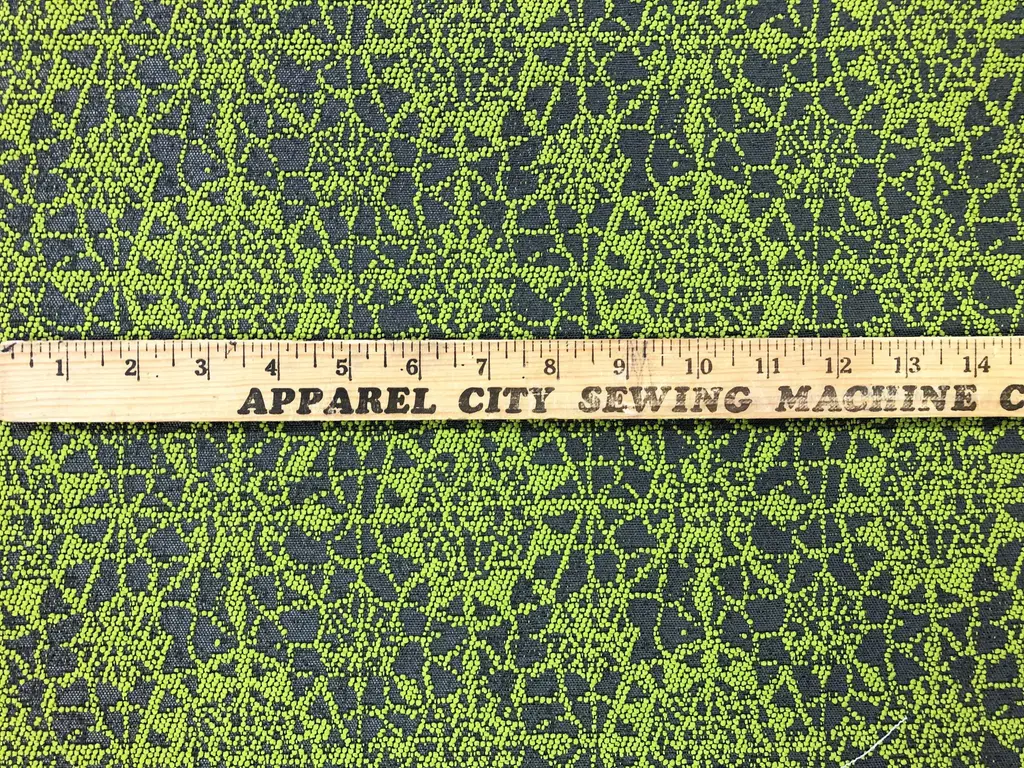 1 2 3 4 5 6 7 8 9 10 11 12 13 14
APPAREL CITY SEWING MACHINE C